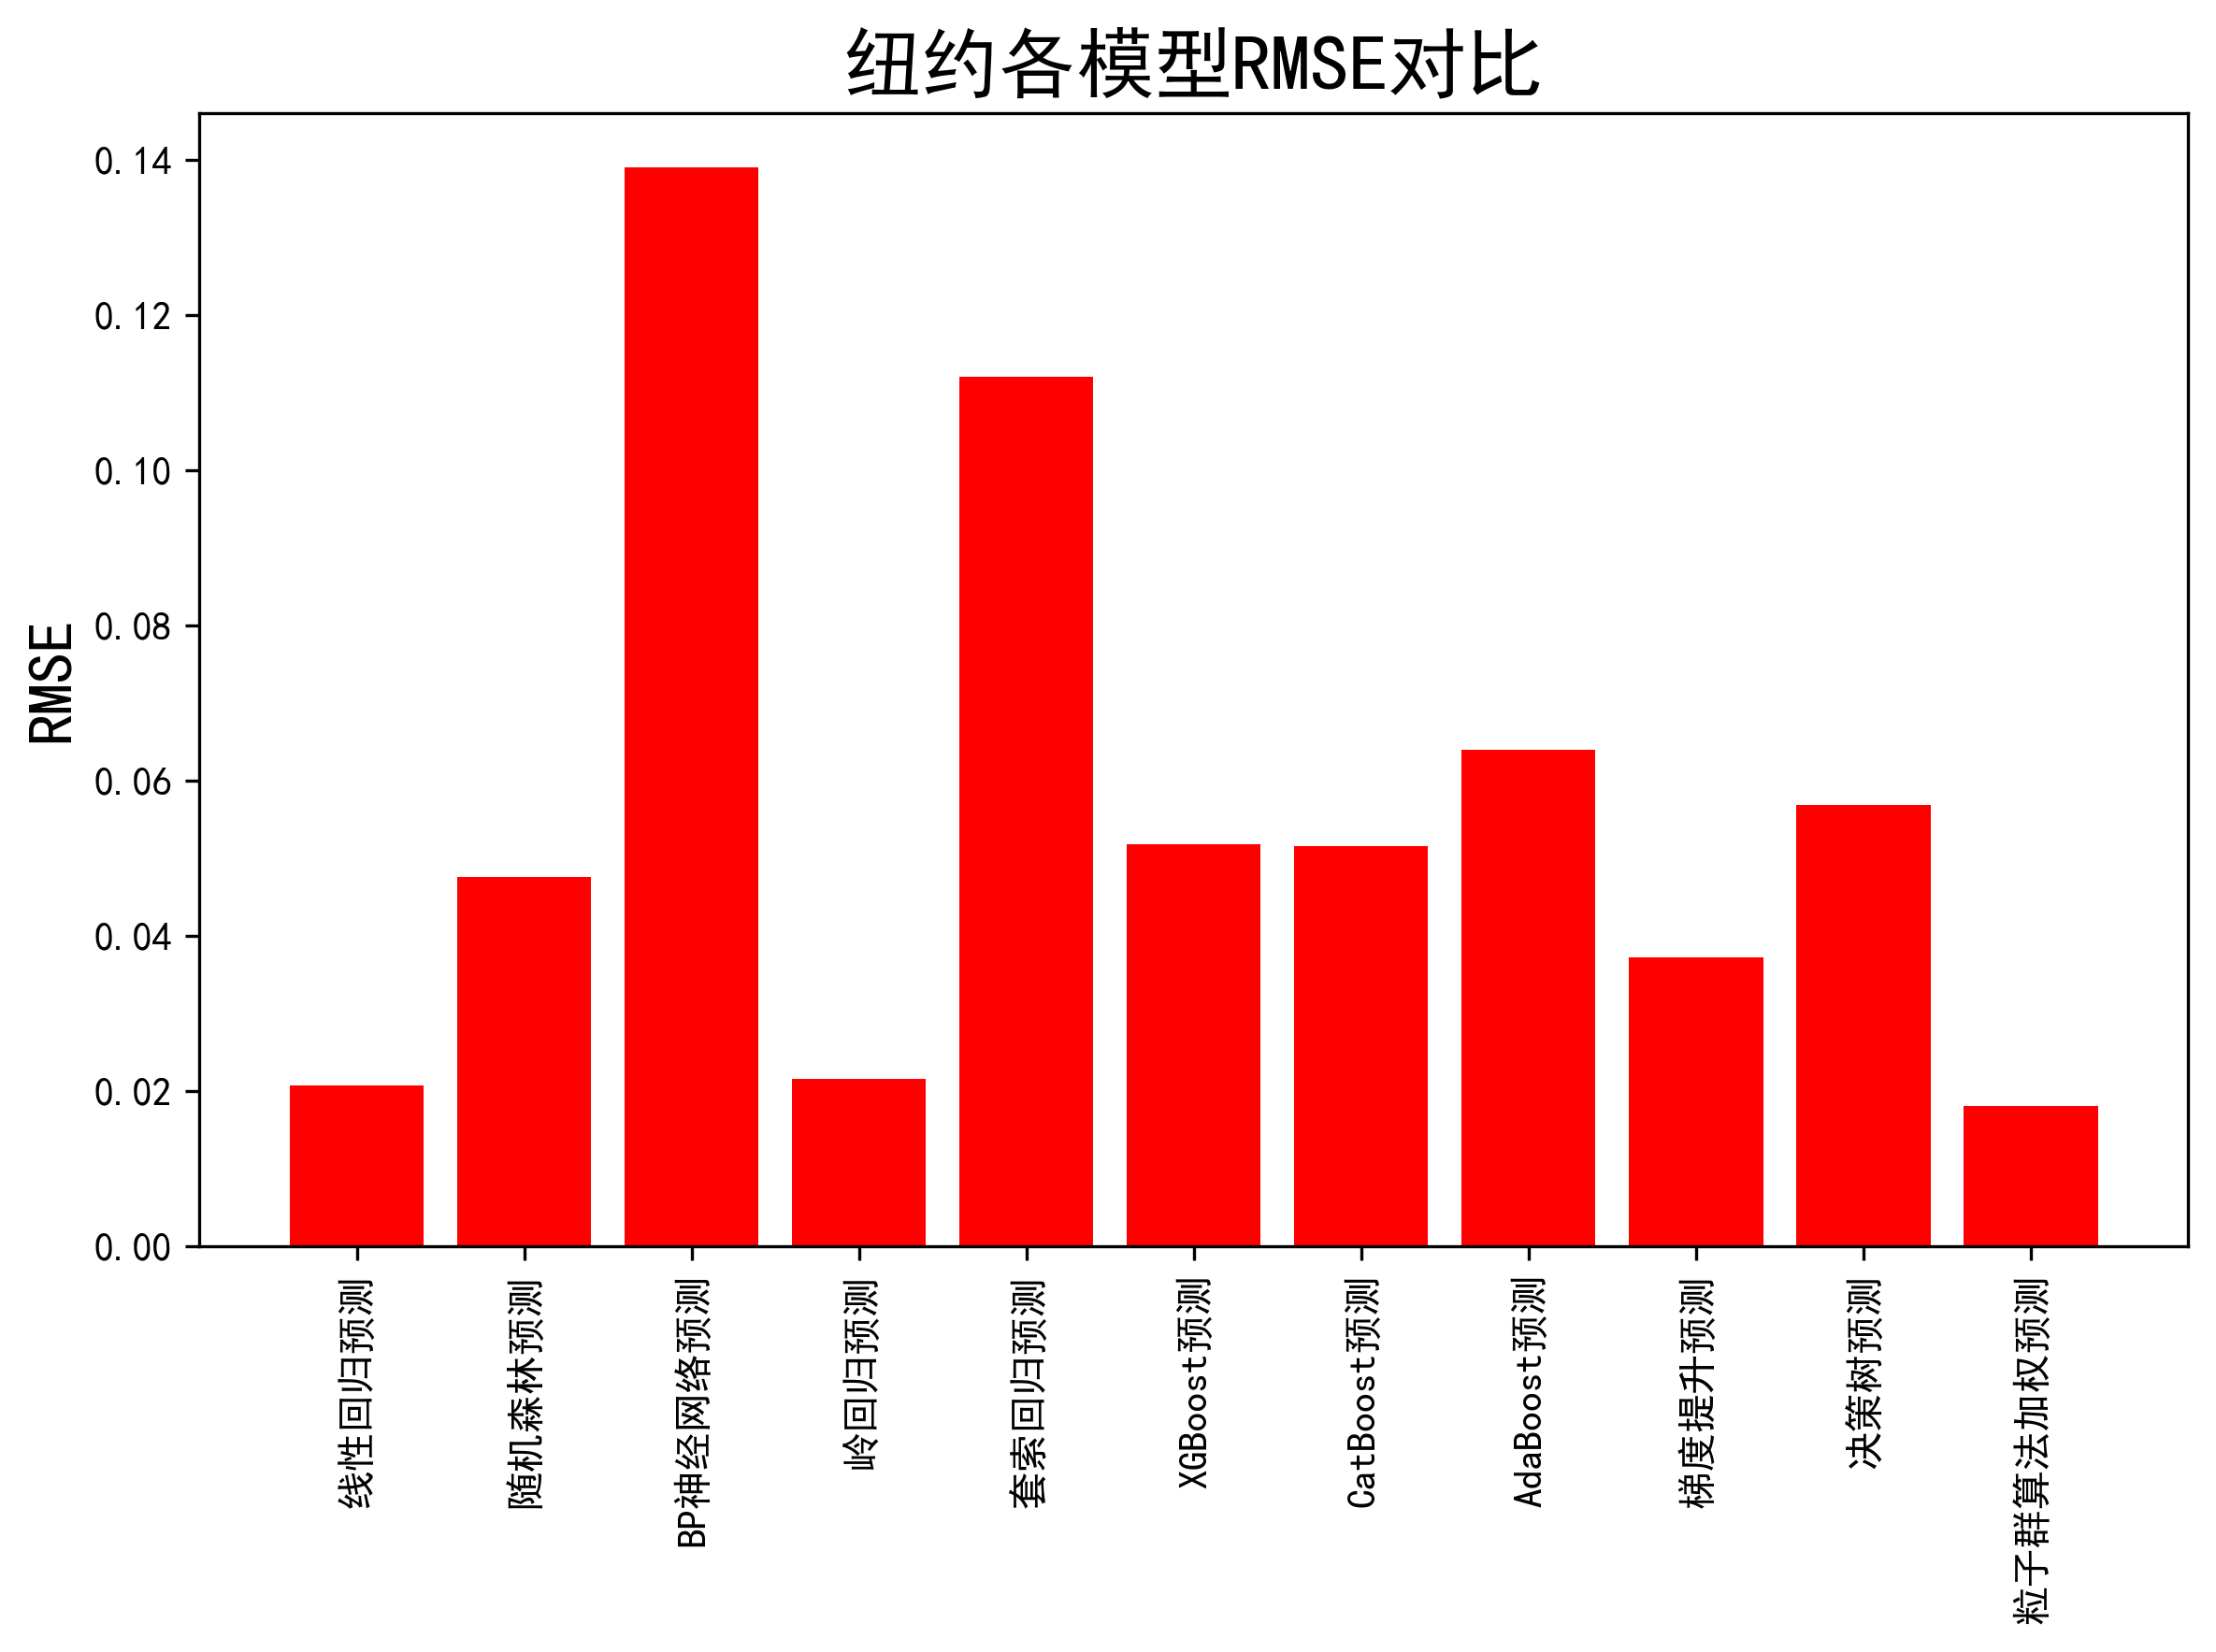 纽约各模型RMSE对比
RMSE
0.14
0.12
0.10
0.08
0.06
0.04
0.02
0.00
线性回归预测
随机森林预测
BP神经网络预测
岭回归预测
套索回归预测
XGBoost预测
CatBoost预测
AdaBoost预测
梯度提升预测
决策树预测
粒子群算法加权预测